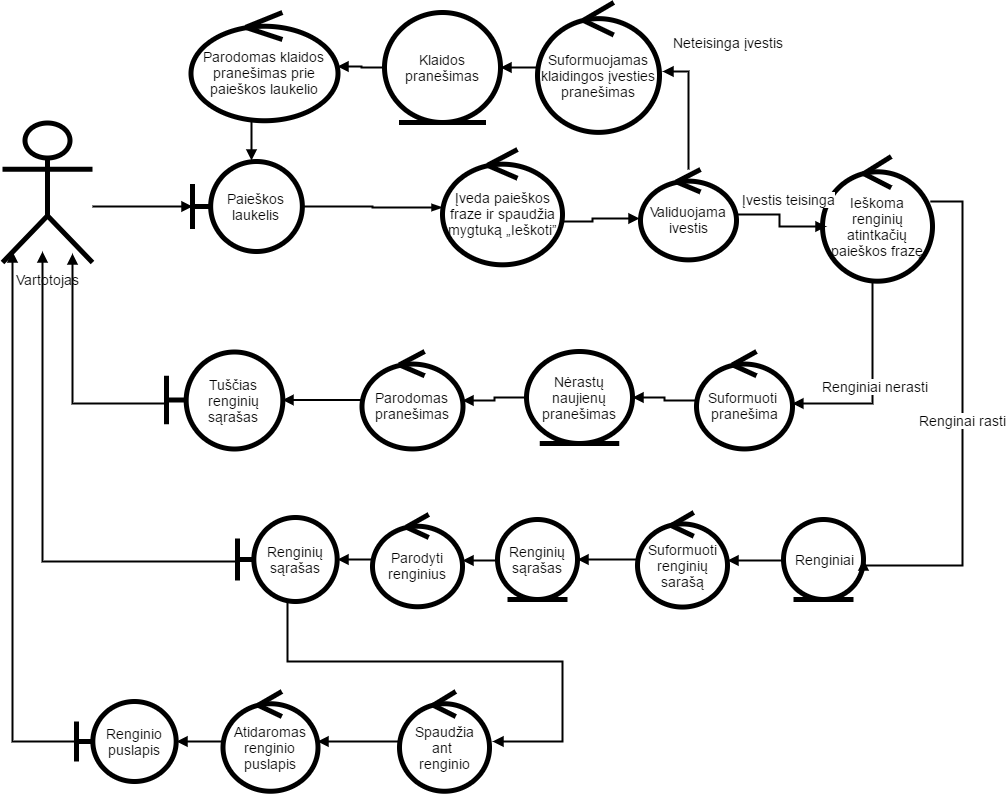 Parodomas klaidos
pranešimas prie
paieškos laukelio
Klaidos
pranešimas
Suformuojamas
klaidingos įvesties
pranešimas
Neteisinga įvestis
Vartotojas
Paieškos
laukelis
Įveda paieškos
fraze ir spaudžia
mygtuką „Ieškoti”
Validuojama
ivestis
Įvestis teisinga
Ieškoma
renginių
atintkačių
paieškos fraze
Tuščias
renginių
sąrašas
Parodomas
pranešimas
Nėrastų
naujienų
pranešimas
Suformuoti
pranešima
Renginiai nerasti
Renginai rasti
Renginių
sąrašas
Parodyti
renginius
Renginių
sąrašas
Suformuoti
renginių
sarašą
Renginiai
Renginio
puslapis
Atidaromas
renginio
puslapis
Spaudžia
ant
renginio